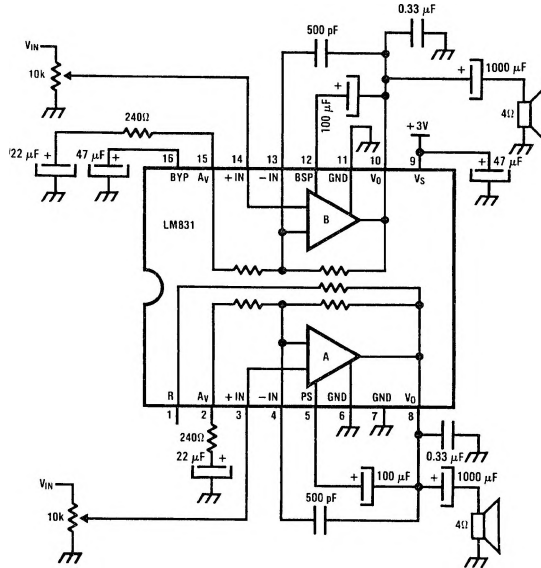 0.33 μF
500 pF
VIN
10k
1000 μF
100 μF
4Ω
240Ω
+3V
22 μF
47 μF
47 μF
16 15 14 13 12 11 10 9
BYP AV +IN −IN BSP GND VO VS
B
LM831
A
R AV +IN −IN PS GND GND VO
1 2 3 4 5 6 7 8
240Ω
22 μF
0.33 μF
VIN
100 μF
1000 μF
10k
500 pF
4Ω